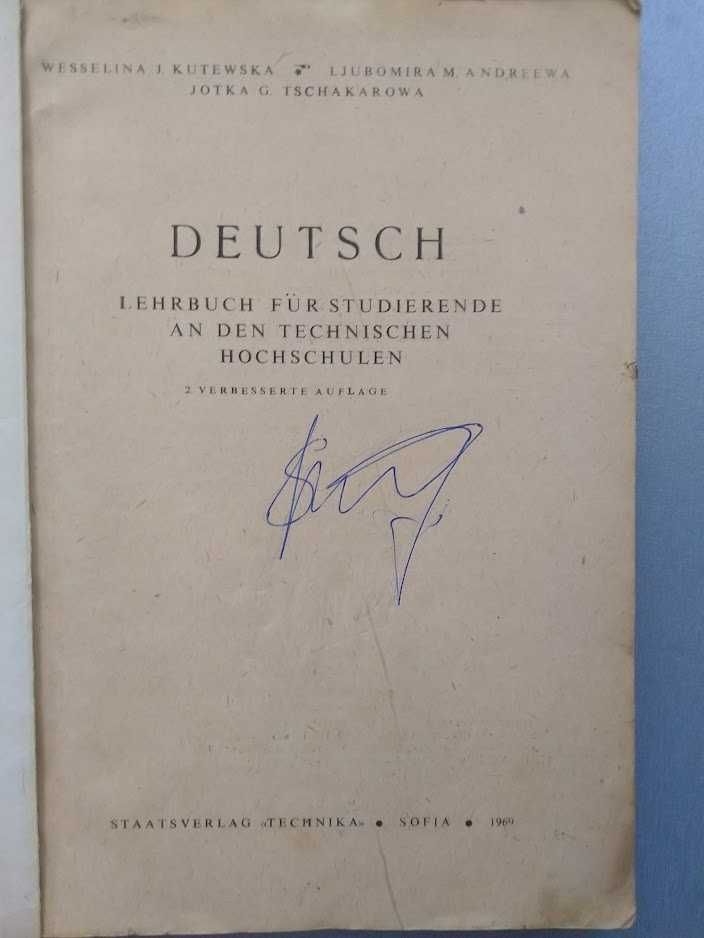 WESSELINA J. KUTEWSKA • LJUBOMIRA M. ANDREEWA
JOTKA G. TSCHAKAROWA
DEUTSCH
LEHRBUCH FÜR STUDIERENDE
AN DEN TECHNISCHEN
HOCHSCHULEN
2. VERBESSERTE AUFLAGE
STAATSVERLAG «TECHNIKA» • SOFIA • 1969